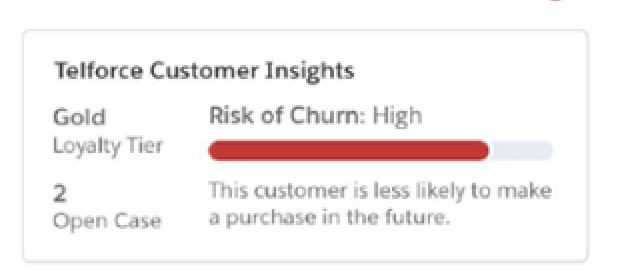 Telforce Customer Insights
Gold
Loyalty Tier
Risk of Churn: High
2
Open Case
This customer is less likely to make
a purchase in the future.